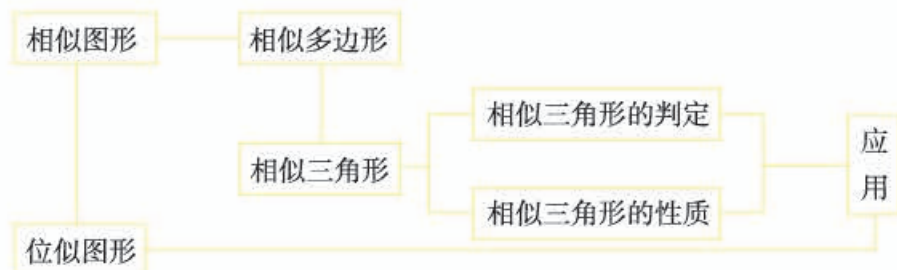 相似图形
相似多边形
相似三角形的判定
相似三角形
应用
相似三角形的性质
位似图形